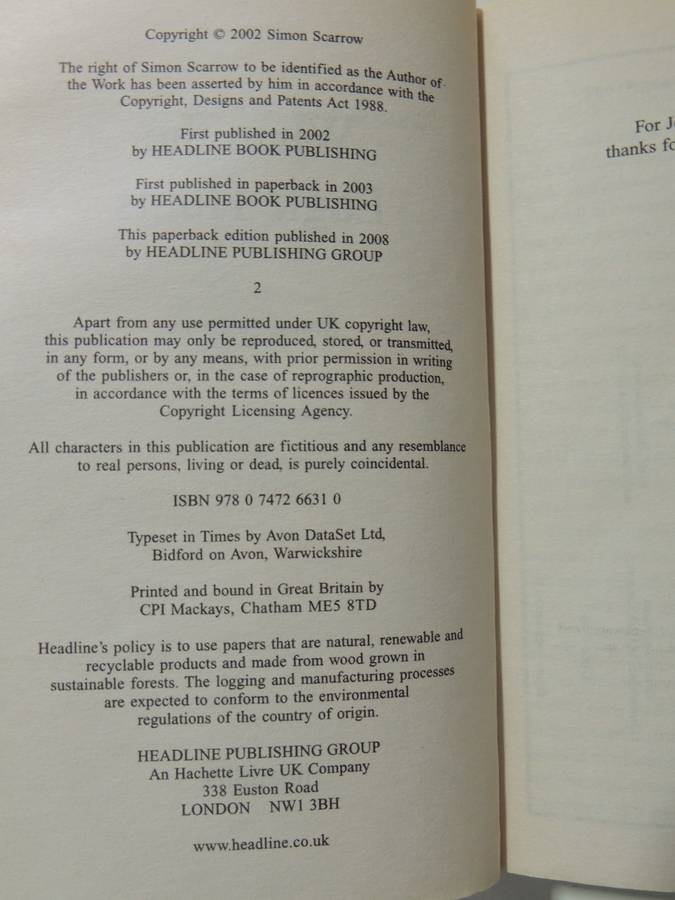 Copyright © 2002 Simon Scarrow
The right of Simon Scarrow to be identified as the Author of
the Work has been asserted by him in accordance with the
Copyright, Designs and Patents Act 1988.
First published in 2002
by HEADLINE BOOK PUBLISHING
First published in paperback in 2003
by HEADLINE BOOK PUBLISHING
This paperback edition published in 2008
by HEADLINE PUBLISHING GROUP
2
Apart from any use permitted under UK copyright law,
this publication may only be reproduced, stored, or transmitted,
in any form, or by any means, with prior permission in writing
of the publishers or, in the case of reprographic production,
in accordance with the terms of licences issued by the
Copyright Licensing Agency.
All characters in this publication are fictitious and any resemblance
to real persons, living or dead, is purely coincidental.
ISBN 978 0 7472 6631 0
Typeset in Times by Avon DataSet Ltd,
Bidford on Avon, Warwickshire
Printed and bound in Great Britain by
CPI Mackays, Chatham ME5 8TD
Headline's policy is to use papers that are natural, renewable and
recyclable products and made from wood grown in
sustainable forests. The logging and manufacturing processes
are expected to conform to the environmental
regulations of the country of origin.
HEADLINE PUBLISHING GROUP
An Hachette Livre UK Company
338 Euston Road
LONDON NW1 3BH
www.headline.co.uk
For
thanks